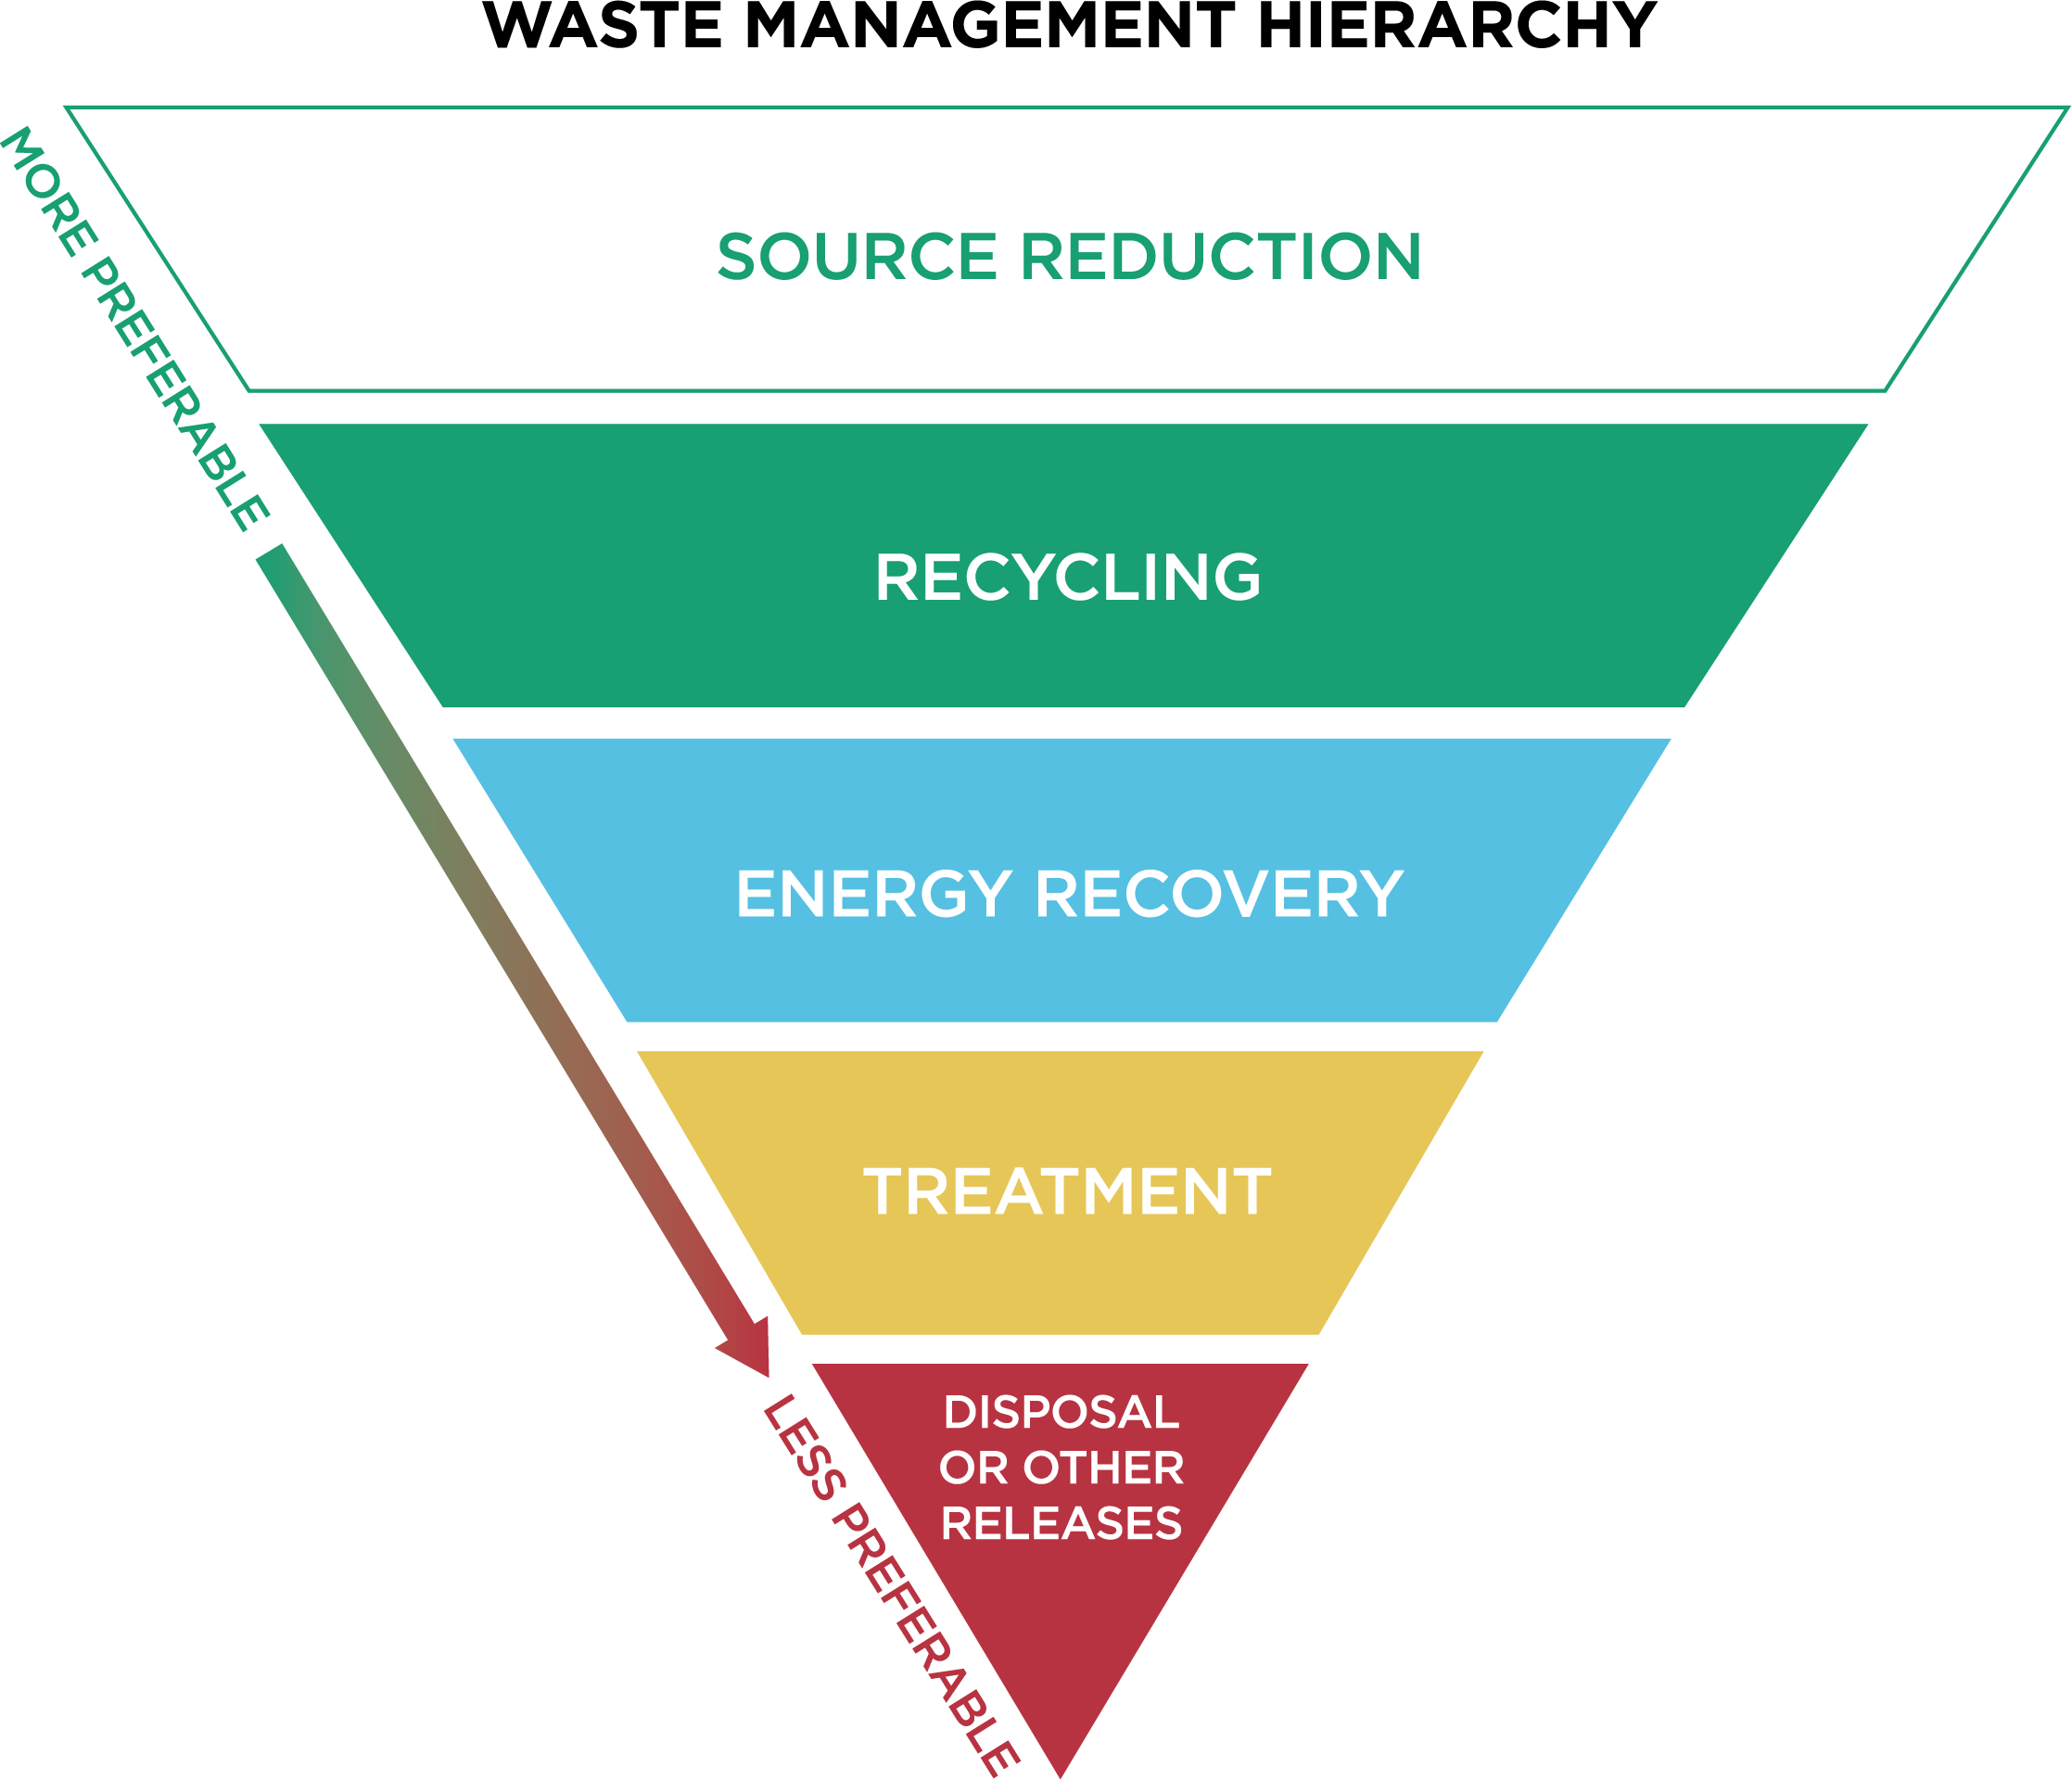 WASTE MANAGEMENT HIERARCHY
MORE PREFERABLE
SOURCE REDUCTION
RECYCLING
ENERGY RECOVERY
TREATMENT
DISPOSAL
OR OTHER
RELEASES
LESS PREFERABLE